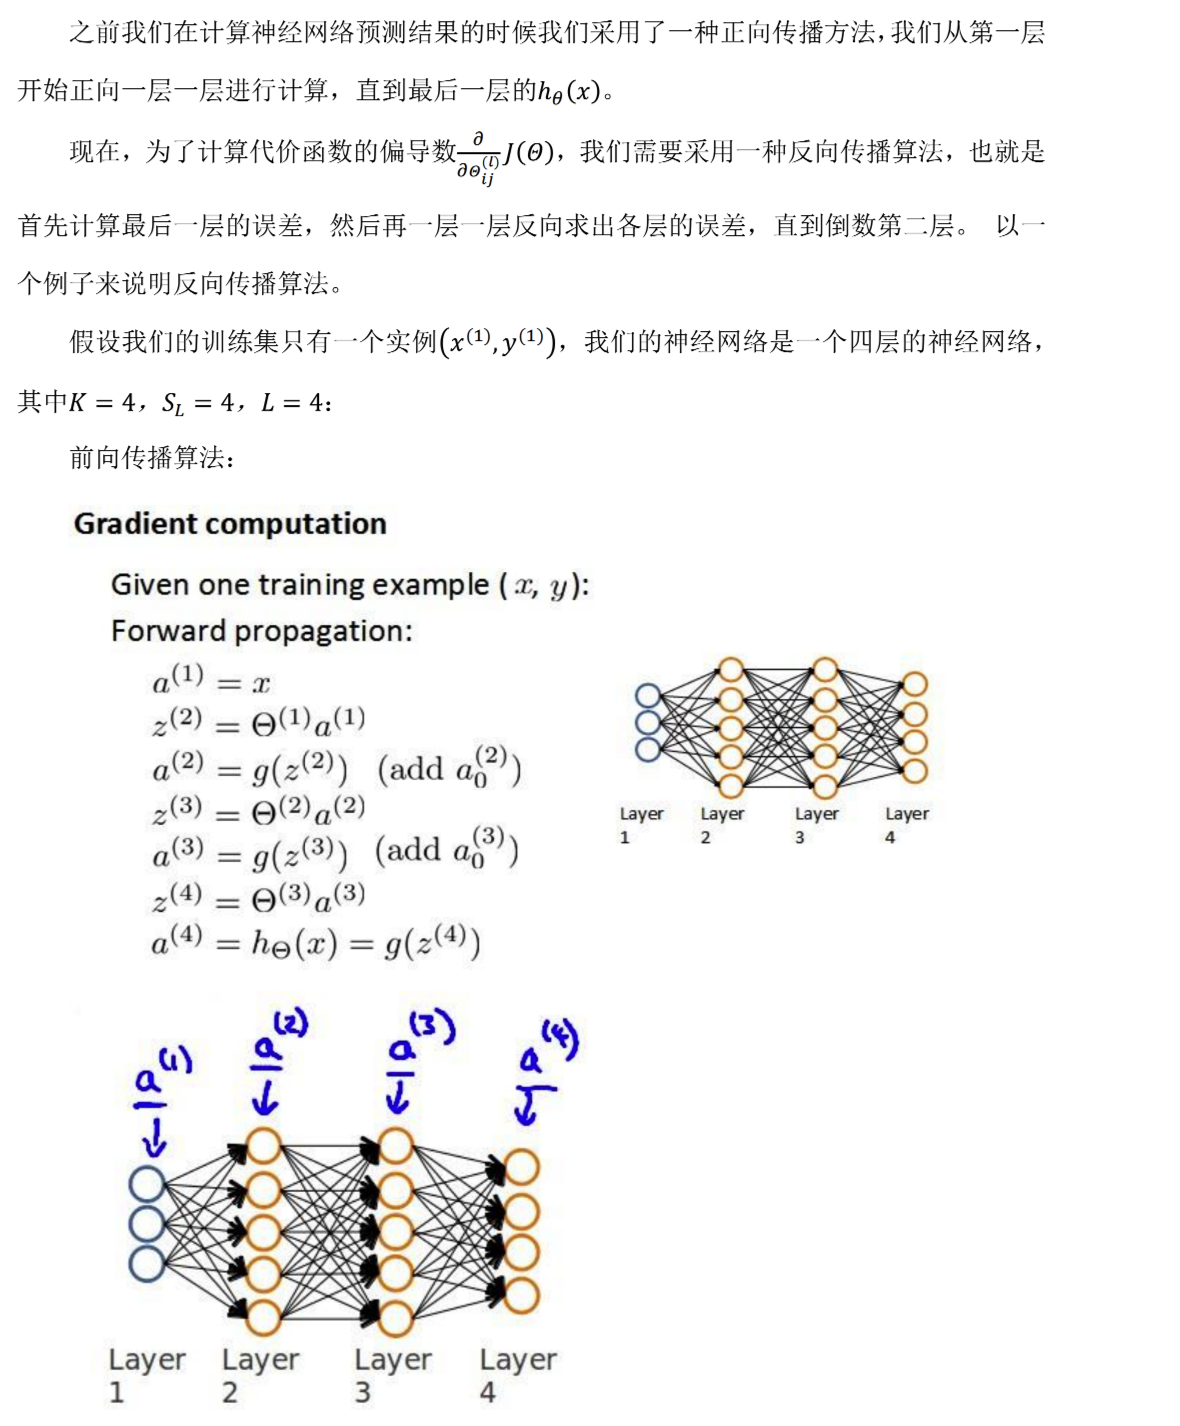 之前我们在计算神经网络预测结果的时候我们采用了一种正向传播方法，我们从第一层
开始正向一层一层进行计算，直到最后一层的$h_\theta(x)$。
现在，为了计算代价函数的偏导数$\frac{\partial}{\partial\Theta_{ij}^{(l)}}J(\Theta)$，我们需要采用一种反向传播算法，也就是
首先计算最后一层的误差，然后再一层一层反向求出各层的误差，直到倒数第二层。 以一
个例子来说明反向传播算法。
假设我们的训练集只有一个实例$(x^{(1)},y^{(1)})$，我们的神经网络是一个四层的神经网络，
其中$K=4$，$S_L=4$，$L=4$：
前向传播算法：
Gradient computation
Given one training example ($x$, $y$):
Forward propagation:
$a^{(1)} = x$
$z^{(2)} = \Theta^{(1)}a^{(1)}$
$a^{(2)} = g(z^{(2)})$ (add $a_0^{(2)}$)
$z^{(3)} = \Theta^{(2)}a^{(2)}$
$a^{(3)} = g(z^{(3)})$ (add $a_0^{(3)}$)
$z^{(4)} = \Theta^{(3)}a^{(3)}$
$a^{(4)} = h_\Theta(x) = g(z^{(4)})$
Layer 1 Layer 2 Layer 3 Layer 4
$a^{(1)}$ $a^{(2)}$ $a^{(3)}$ $a^{(4)}$
Layer 1 Layer 2 Layer 3 Layer 4